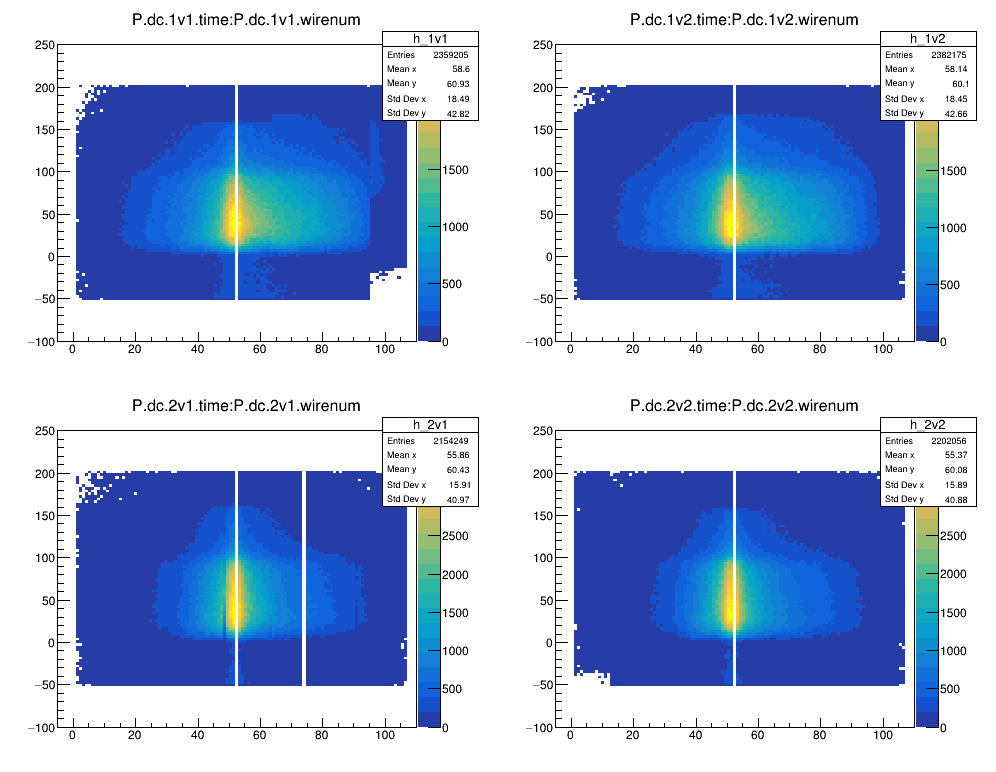 P.dc.1v1.time:P.dc.1v1.wirenum
h_1v1
Entries 2359205
Mean x 58.6
Mean y 60.93
Std Dev x 18.49
Std Dev y 42.82
250
200
150
100
50
0
−50
−100
0 20 40 60 80 100
1500
1000
500
0
P.dc.1v2.time:P.dc.1v2.wirenum
h_1v2
Entries 2382175
Mean x 58.14
Mean y 60.1
Std Dev x 18.45
Std Dev y 42.66
250
200
150
100
50
0
−50
−100
0 20 40 60 80 100
1500
1000
500
0
P.dc.2v1.time:P.dc.2v1.wirenum
h_2v1
Entries 2154249
Mean x 55.86
Mean y 60.43
Std Dev x 15.91
Std Dev y 40.97
250
200
150
100
50
0
−50
−100
0 20 40 60 80 100
2500
2000
1500
1000
500
0
P.dc.2v2.time:P.dc.2v2.wirenum
h_2v2
Entries 2202056
Mean x 55.37
Mean y 60.08
Std Dev x 15.89
Std Dev y 40.88
250
200
150
100
50
0
−50
−100
0 20 40 60 80 100
2500
2000
1500
1000
500
0